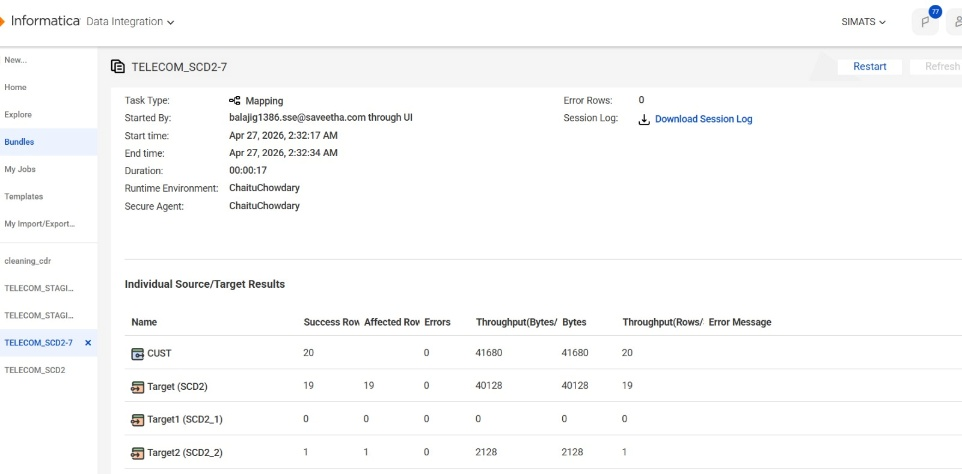 Informatica Data Integration
SIMATS
77
New...
Home
Explore
Bundles
My Jobs
Templates
My Import/Export...
cleaning_cdr
TELECOM_STAGI...
TELECOM_STAGI...
TELECOM_SCD2-7
TELECOM_SCD2
TELECOM_SCD2-7
Restart
Refresh
Task Type: Mapping
Started By: balajig1386.sse@saveetha.com through UI
Start time: Apr 27, 2026, 2:32:17 AM
End time: Apr 27, 2026, 2:32:34 AM
Duration: 00:00:17
Runtime Environment: ChaituChowdary
Secure Agent: ChaituChowdary
Error Rows: 0
Session Log: Download Session Log
Individual Source/Target Results
Name Success Row Affected Row Errors Throughput(Bytes/ Bytes Throughput(Rows/ Error Message
CUST 20 0 41680 41680 20
Target (SCD2) 19 19 0 40128 40128 19
Target1 (SCD2_1) 0 0 0 0 0 0
Target2 (SCD2_2) 1 1 0 2128 2128 1